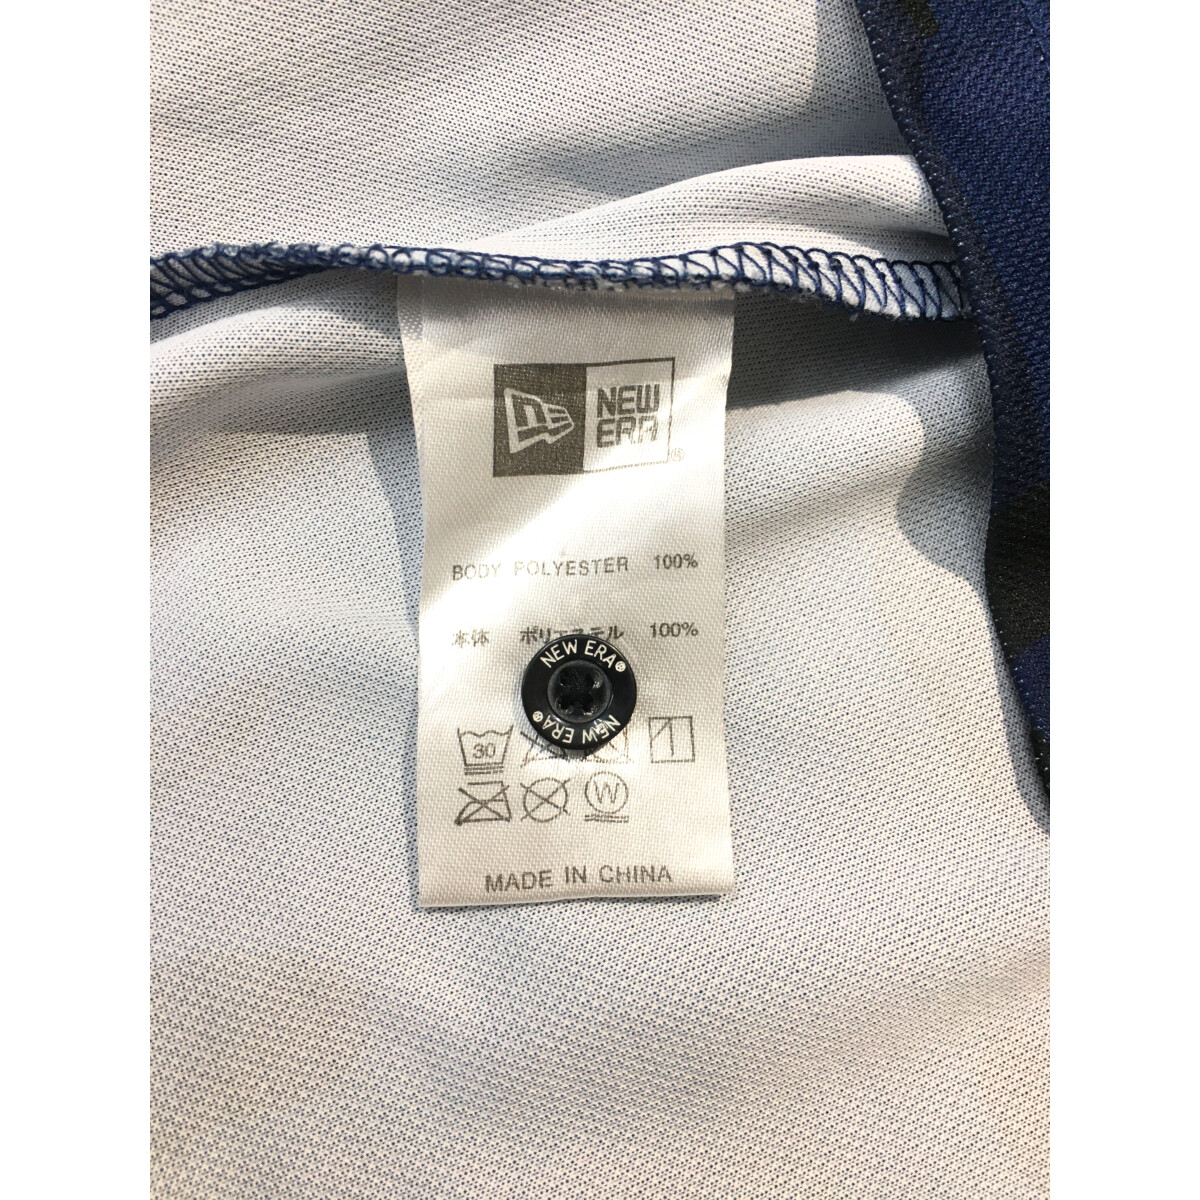 NEW
ERA
®
BODY POLYESTER 100%
本体 ポリエステル 100%
NEW ERA®
NEW ERA®
30
W
MADE IN CHINA